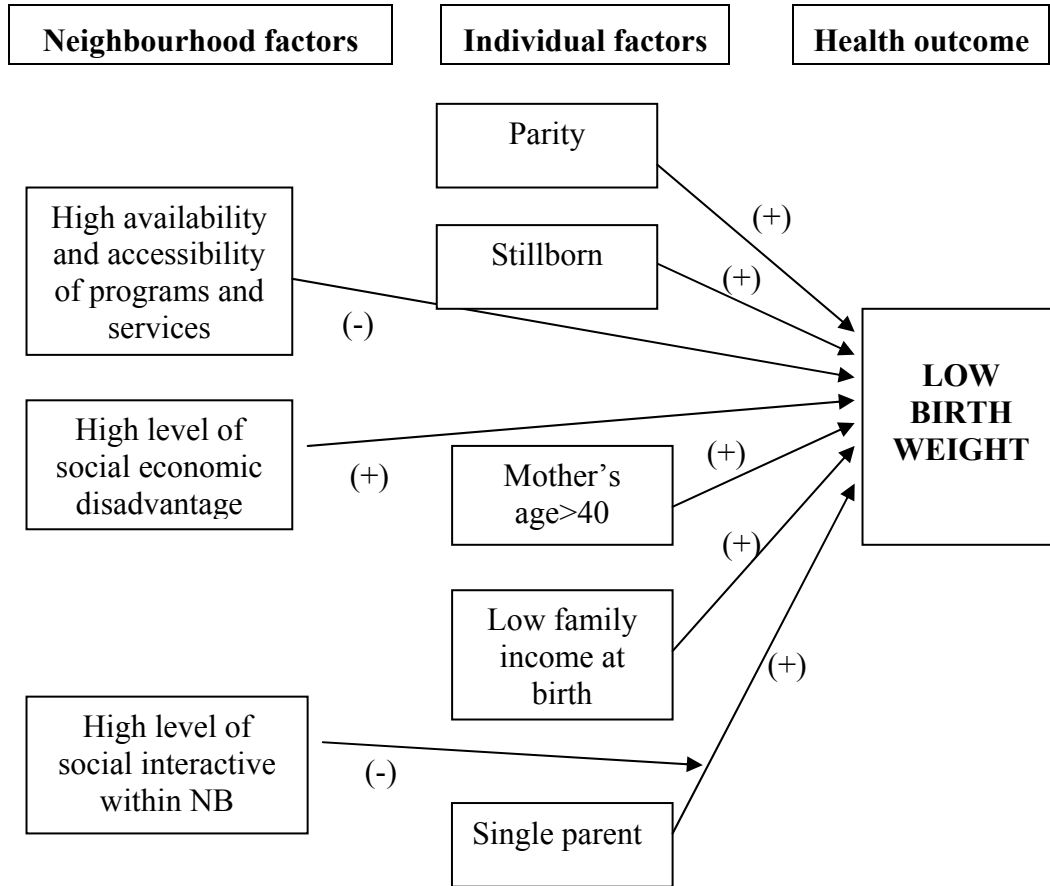 Neighbourhood factors
Individual factors
Health outcome
Parity
(+)
High availability
and accessibility
of programs and
services
(-)
Stillborn
(+)
LOW
BIRTH
WEIGHT
High level of
social economic
disadvantage
(+)
Mother’s
age>40
(+)
Low family
income at
birth
(+)
High level of
social interactive
within NB
(-)
Single parent
(+)